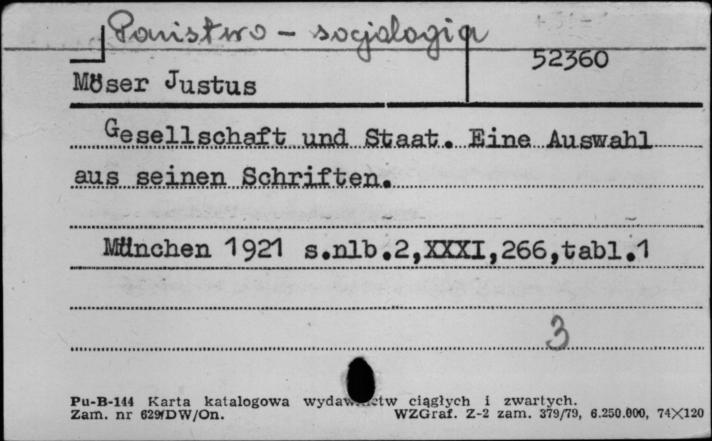 Państwo - socjologia
52360
Möser Justus
Gesellschaft und Staat. Eine Auswahl
aus seinen Schriften.
München 1921 s.nlb.2,XXXI,266,tabl.1
3
Pu-B-144 Karta katalogowa wydawnictw ciągłych i zwartych.
Zam. nr 629/DW/On. WZGraf. Z-2 zam. 379/79, 6.250.000, 74×120